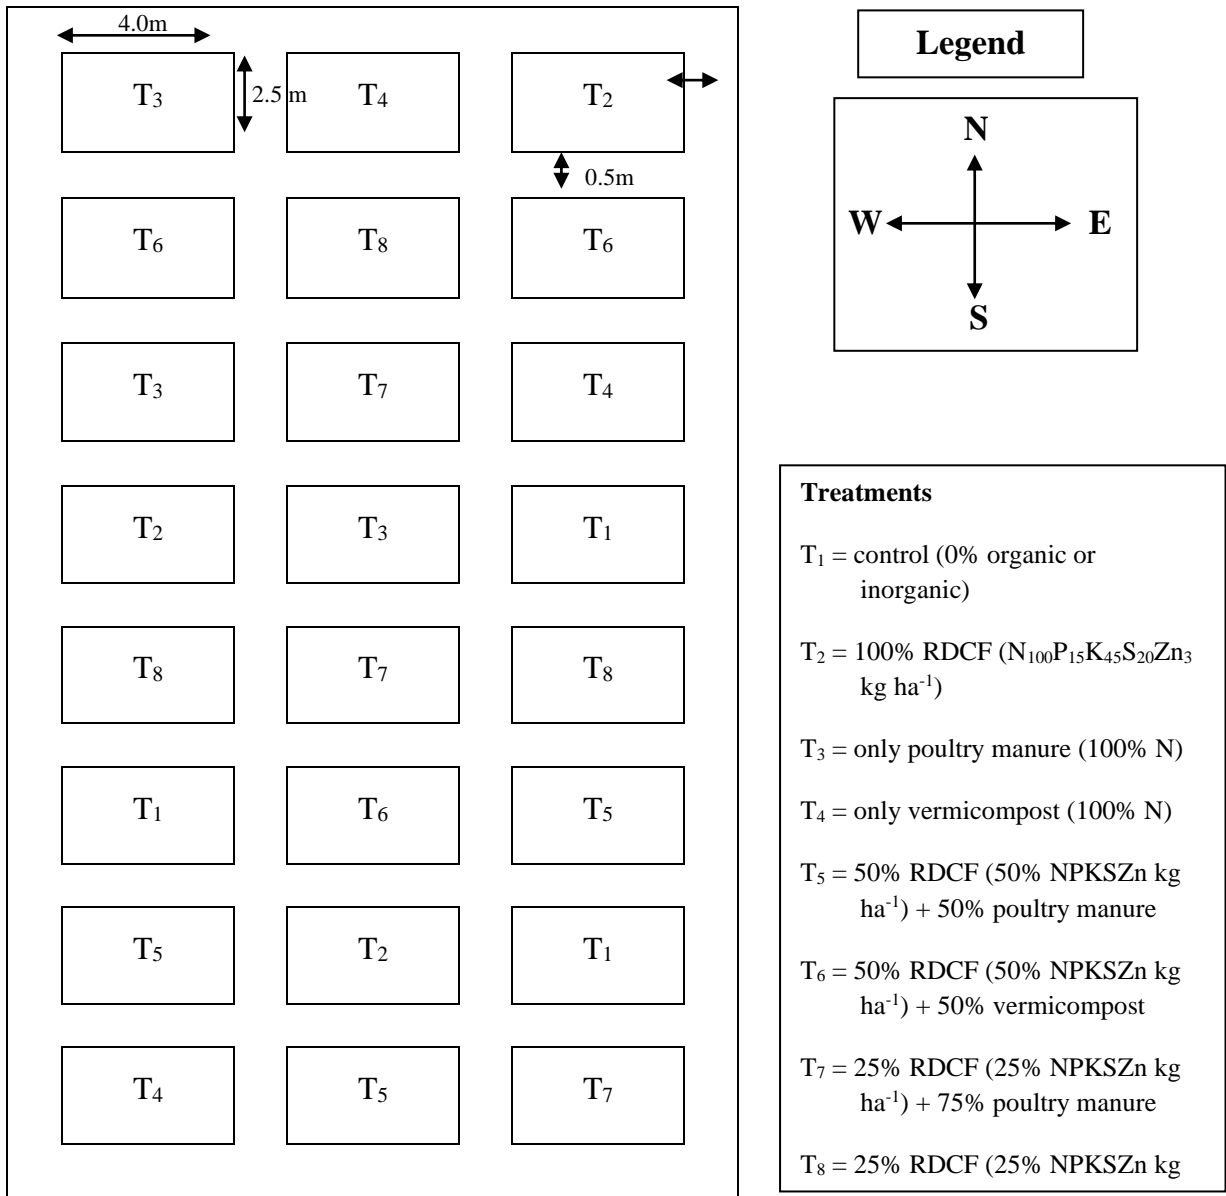 4.0m
T₃ 2.5 m T₄ T₂
0.5m
T₆ T₈ T₆
T₃ T₇ T₄
T₂ T₃ T₁
T₈ T₇ T₈
T₁ T₆ T₅
T₅ T₂ T₁
T₄ T₅ T₇
Legend
N
W E
S
Treatments
T₁ = control (0% organic or
inorganic)
T₂ = 100% RDCF (N₁₀₀P₁₅K₄₅S₂₀Zn₃
kg ha⁻¹)
T₃ = only poultry manure (100% N)
T₄ = only vermicompost (100% N)
T₅ = 50% RDCF (50% NPKSZn kg
ha⁻¹) + 50% poultry manure
T₆ = 50% RDCF (50% NPKSZn kg
ha⁻¹) + 50% vermicompost
T₇ = 25% RDCF (25% NPKSZn kg
ha⁻¹) + 75% poultry manure
T₈ = 25% RDCF (25% NPKSZn kg